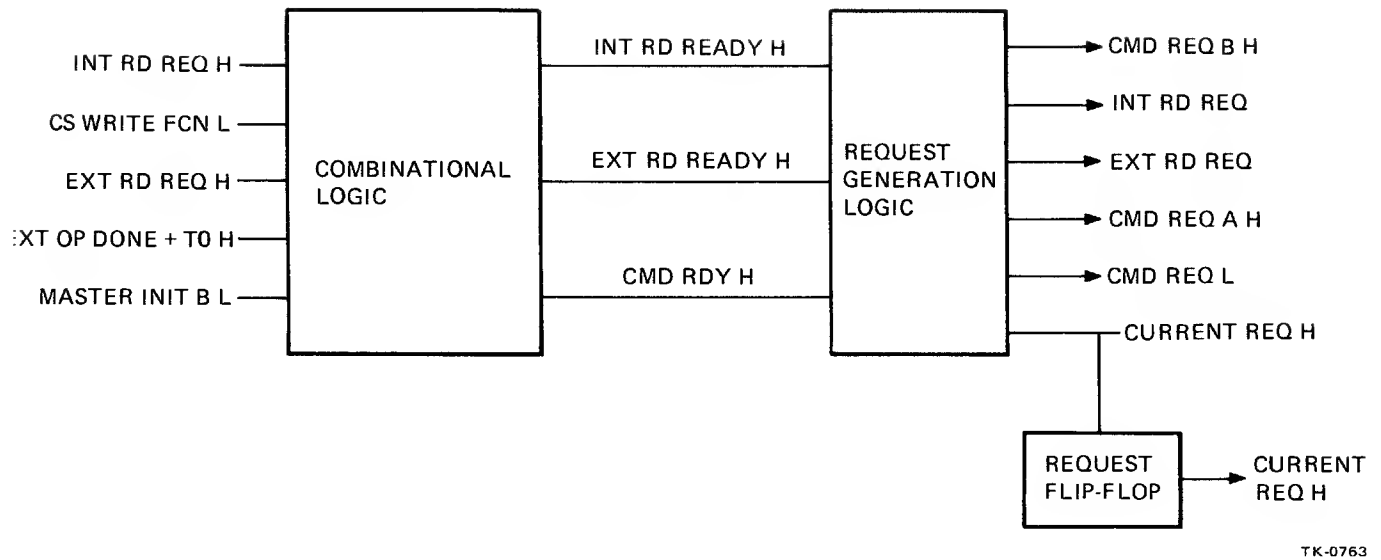 INT RD REQ H
CS WRITE FCN L
EXT RD REQ H
XT OP DONE + T0 H
MASTER INIT B L
COMBINATIONAL
LOGIC
INT RD READY H
EXT RD READY H
CMD RDY H
REQUEST
GENERATION
LOGIC
CMD REQ B H
INT RD REQ
EXT RD REQ
CMD REQ A H
CMD REQ L
CURRENT REQ H
REQUEST
FLIP-FLOP
CURRENT
REQ H
TK-0763